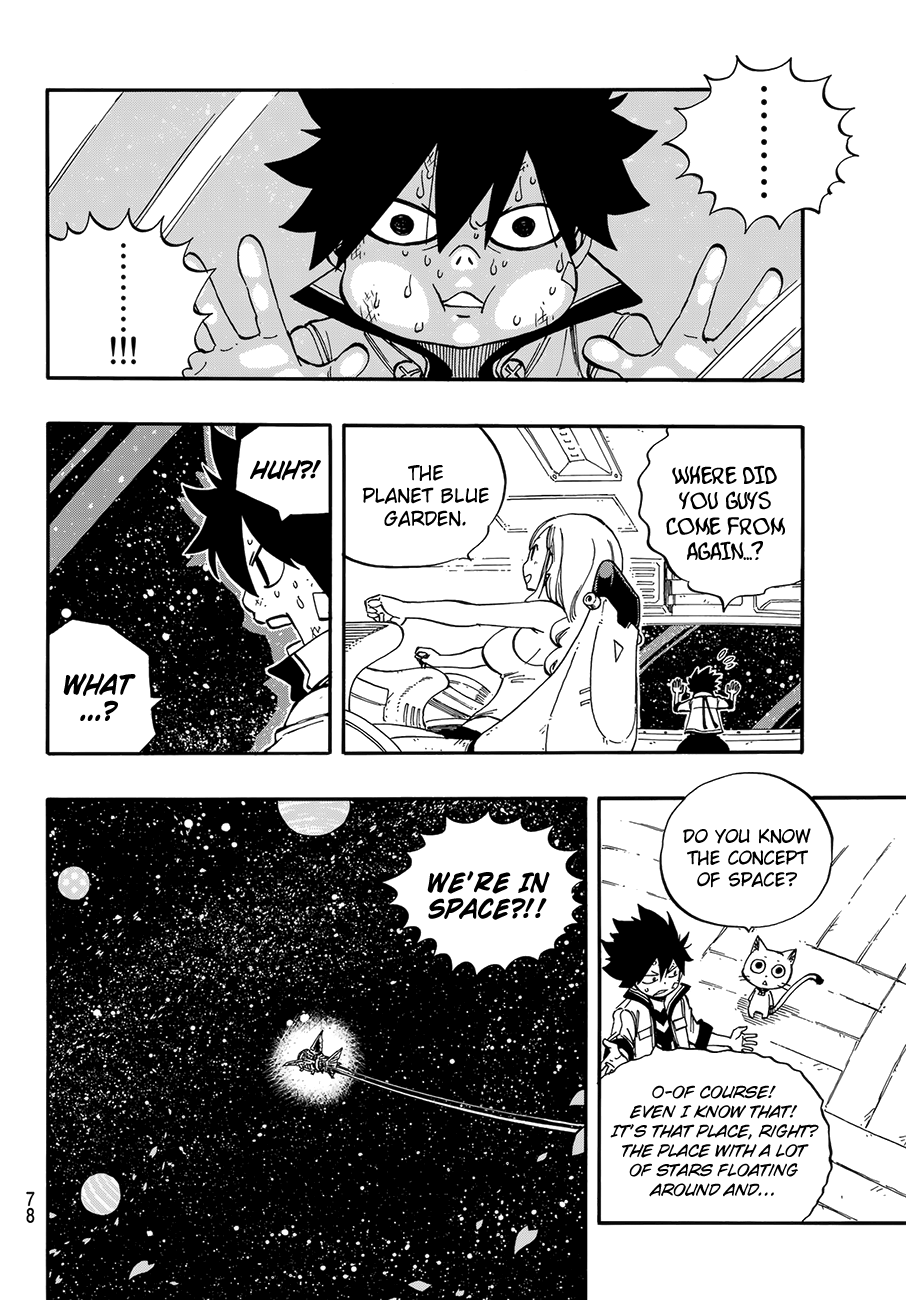 .........
.........!!!
WHERE DID
YOU GUYS
COME FROM
AGAIN...?
THE
PLANET BLUE
GARDEN.
HUH?!
WHAT
...?
DO YOU KNOW
THE CONCEPT
OF SPACE?
O-OF COURSE!
EVEN I KNOW THAT!
IT'S THAT PLACE, RIGHT?
THE PLACE WITH A LOT
OF STARS FLOATING
AROUND AND...
WE'RE IN
SPACE?!!
78